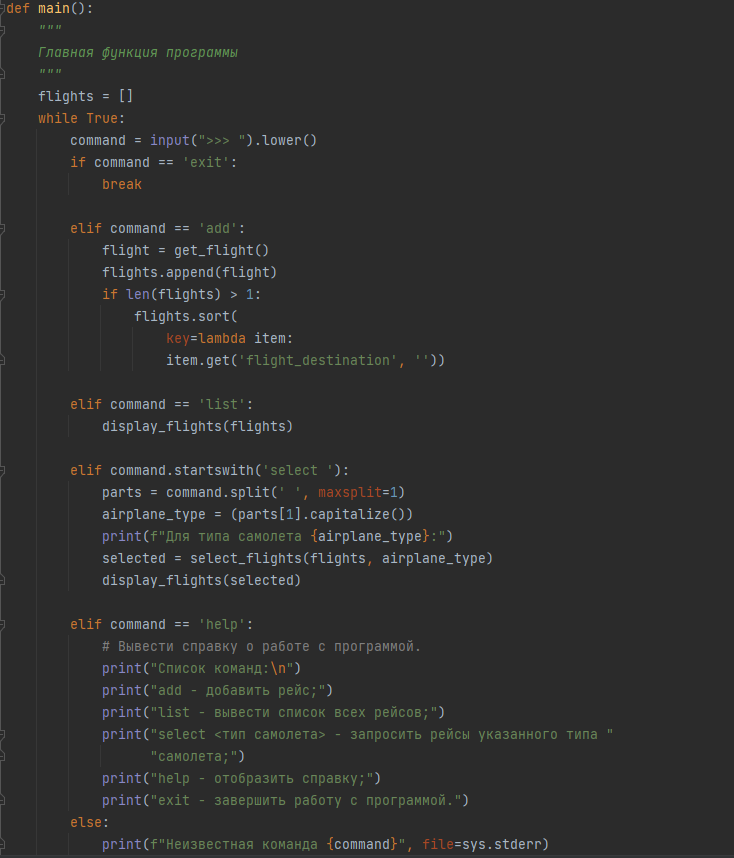 def main():
    """
    Главная функция программы
    """
    flights = []
    while True:
        command = input(">>> ").lower()
        if command == 'exit':
            break

        elif command == 'add':
            flight = get_flight()
            flights.append(flight)
            if len(flights) > 1:
                flights.sort(
                    key=lambda item:
                    item.get('flight_destination', ''))

        elif command == 'list':
            display_flights(flights)

        elif command.startswith('select '):
            parts = command.split(' ', maxsplit=1)
            airplane_type = (parts[1].capitalize())
            print(f"Для типа самолета {airplane_type}:")
            selected = select_flights(flights, airplane_type)
            display_flights(selected)

        elif command == 'help':
            # Вывести справку о работе с программой.
            print("Список команд:\n")
            print("add - добавить рейс;")
            print("list - вывести список всех рейсов;")
            print("select <тип самолета> - запросить рейсы указанного типа "
                  "самолета;")
            print("help - отобразить справку;")
            print("exit - завершить работу с программой.")
        else:
            print(f"Неизвестная команда {command}", file=sys.stderr)